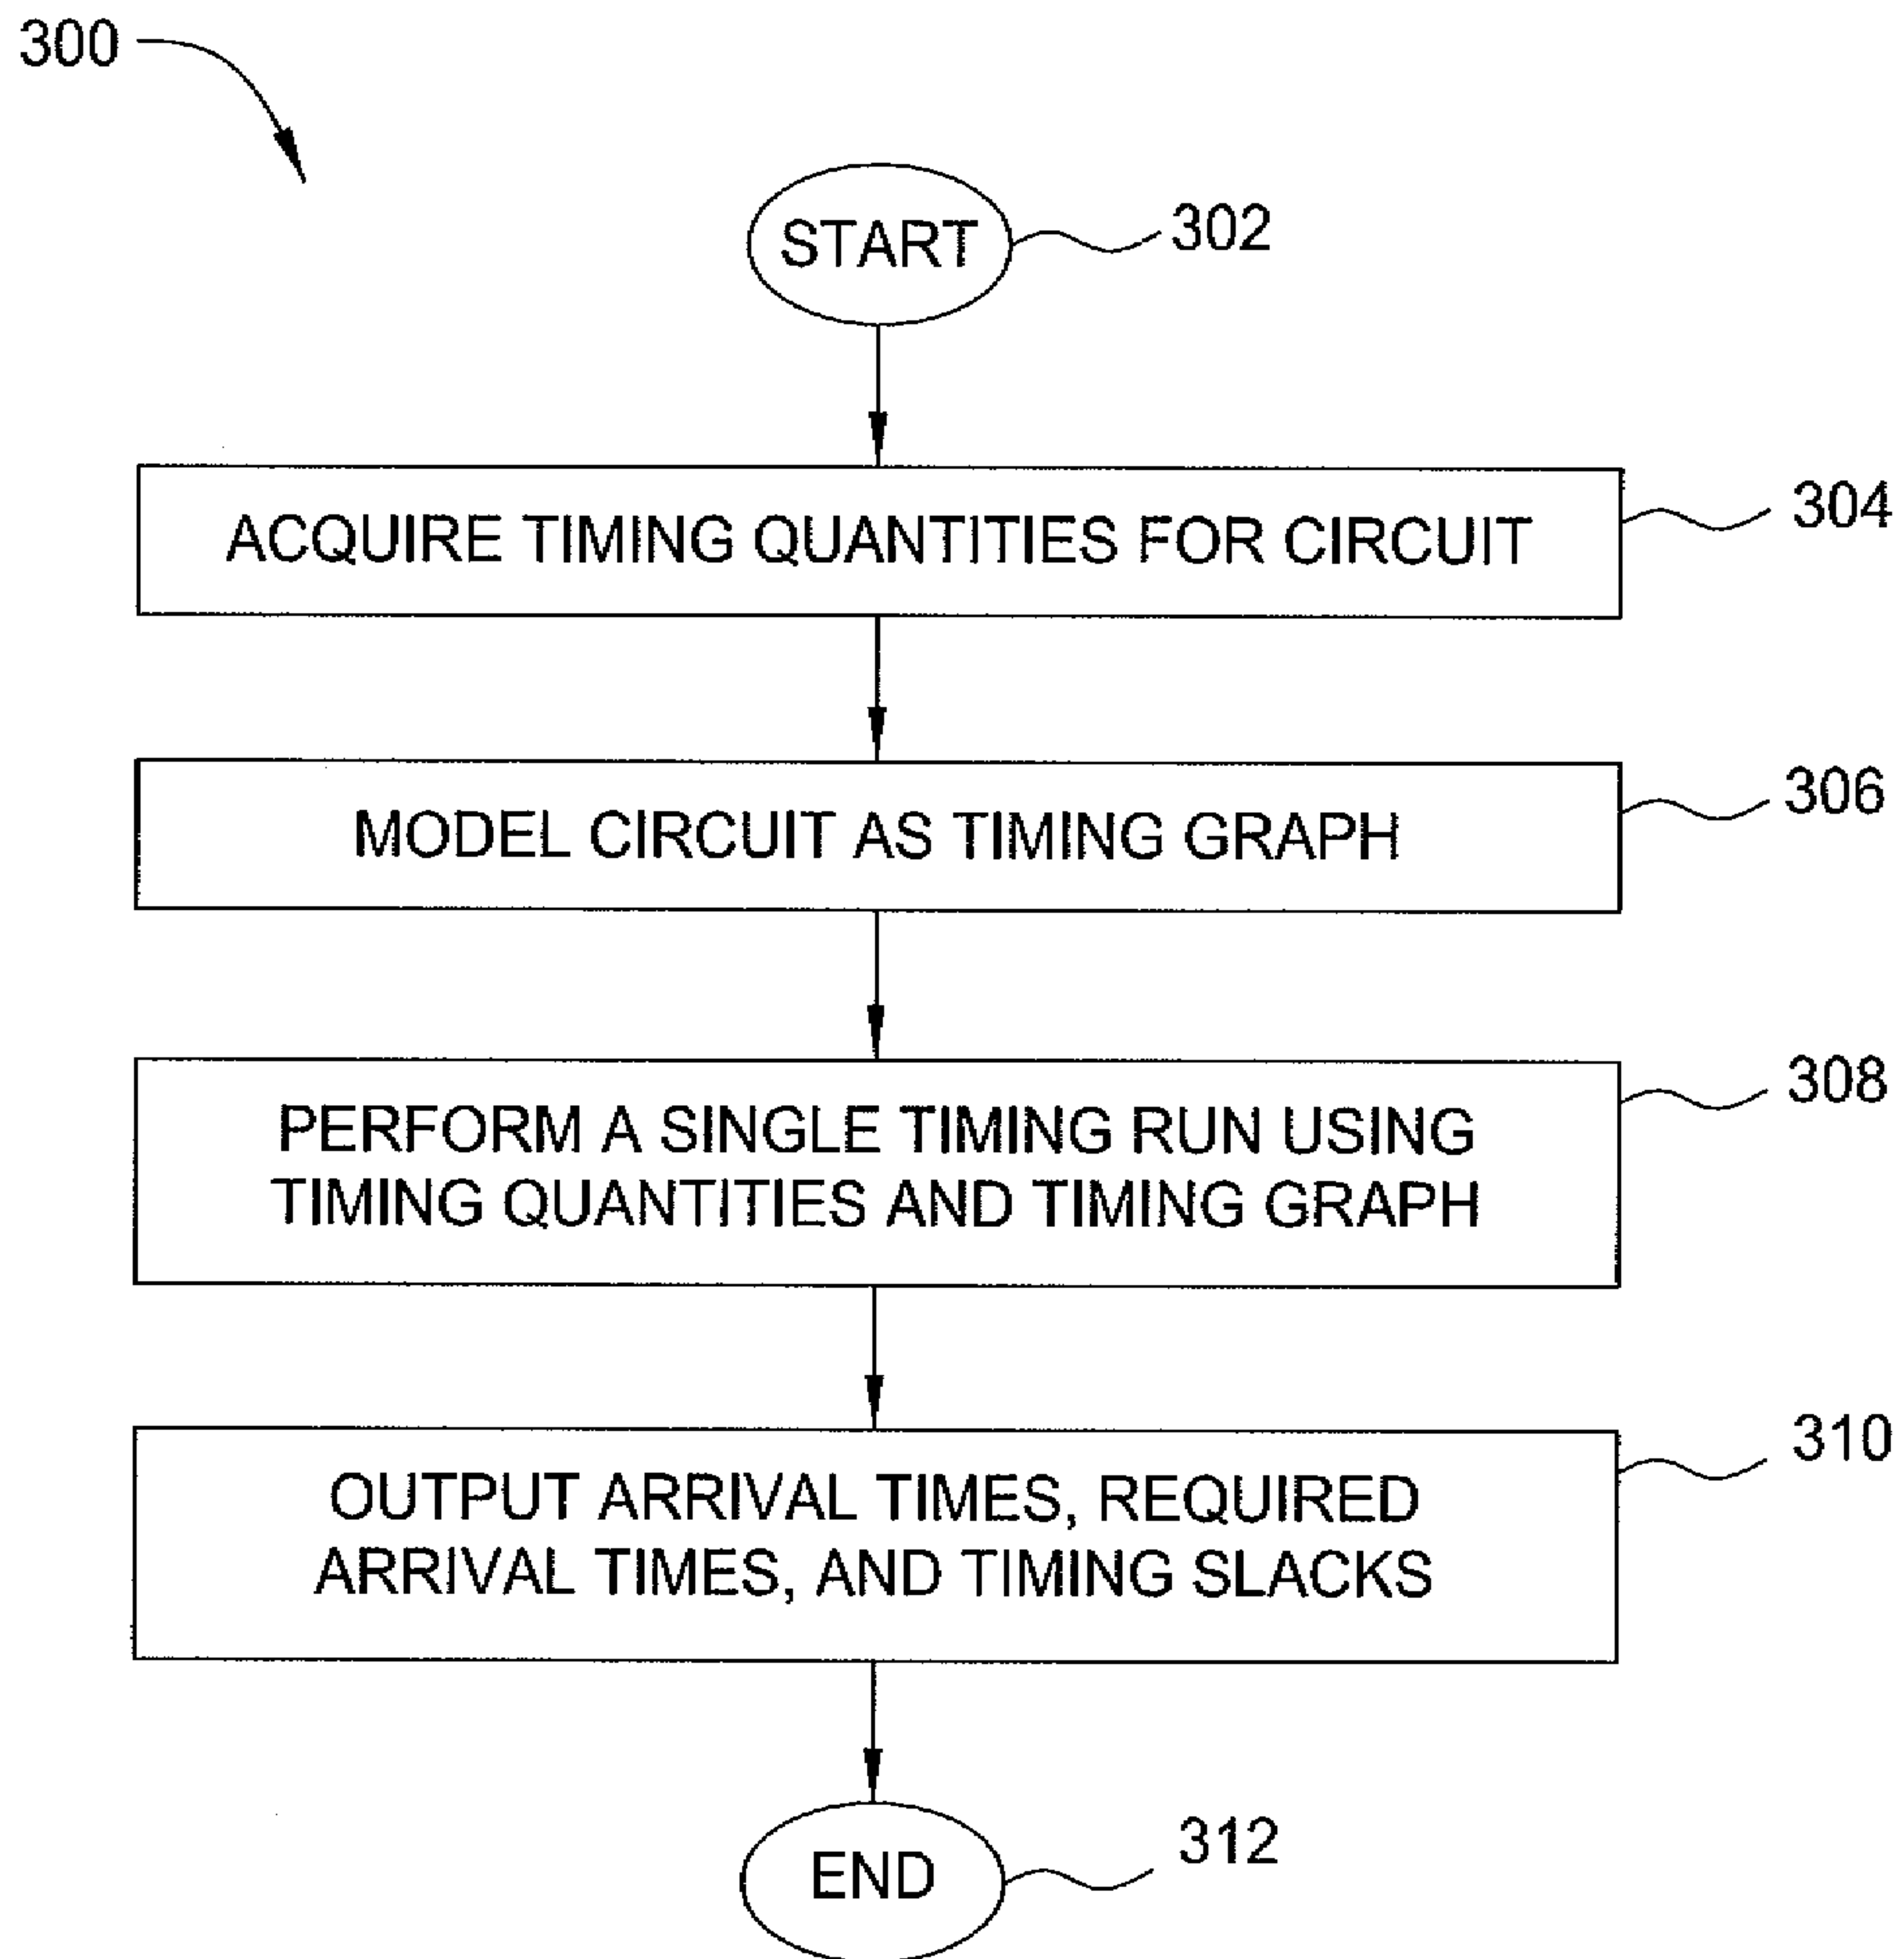 300
START
302
ACQUIRE TIMING QUANTITIES FOR CIRCUIT
304
MODEL CIRCUIT AS TIMING GRAPH
306
PERFORM A SINGLE TIMING RUN USING
TIMING QUANTITIES AND TIMING GRAPH
308
OUTPUT ARRIVAL TIMES, REQUIRED
ARRIVAL TIMES, AND TIMING SLACKS
310
END
312